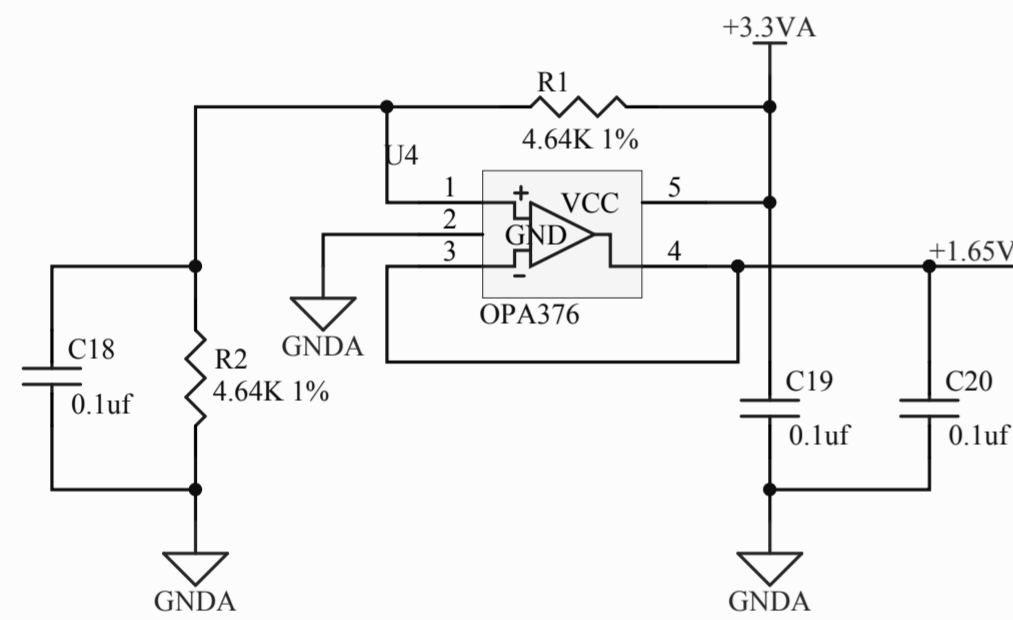 +3.3VA
R1
4.64K 1%
U4
1
+
VCC
5
2
GND
3
-
4
+1.65V
OPA376
GNDA
C18
0.1uf
R2
4.64K 1%
C19
0.1uf
C20
0.1uf
GNDA
GNDA